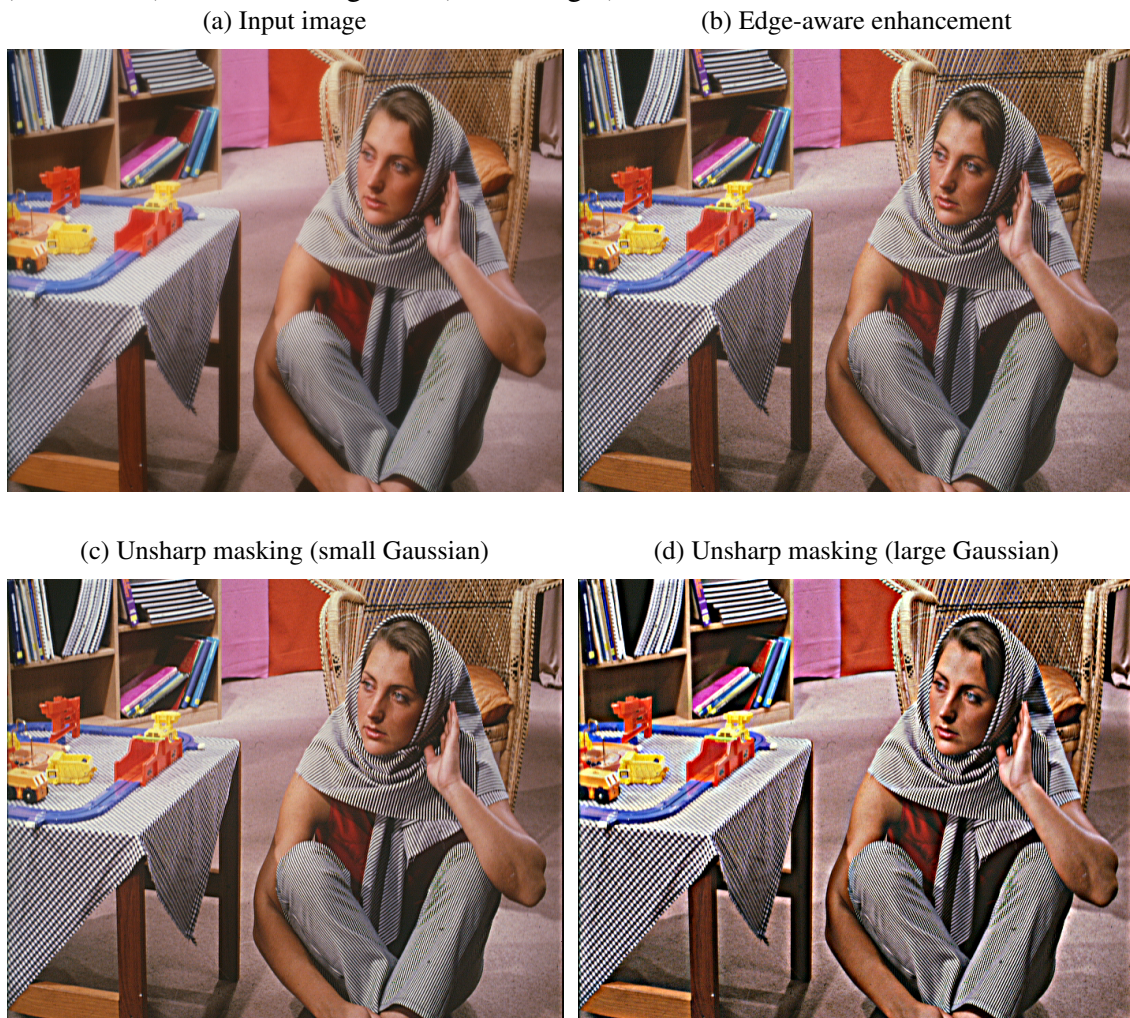 (a) Input image
(b) Edge-aware enhancement
(c) Unsharp masking (small Gaussian)
(d) Unsharp masking (large Gaussian)